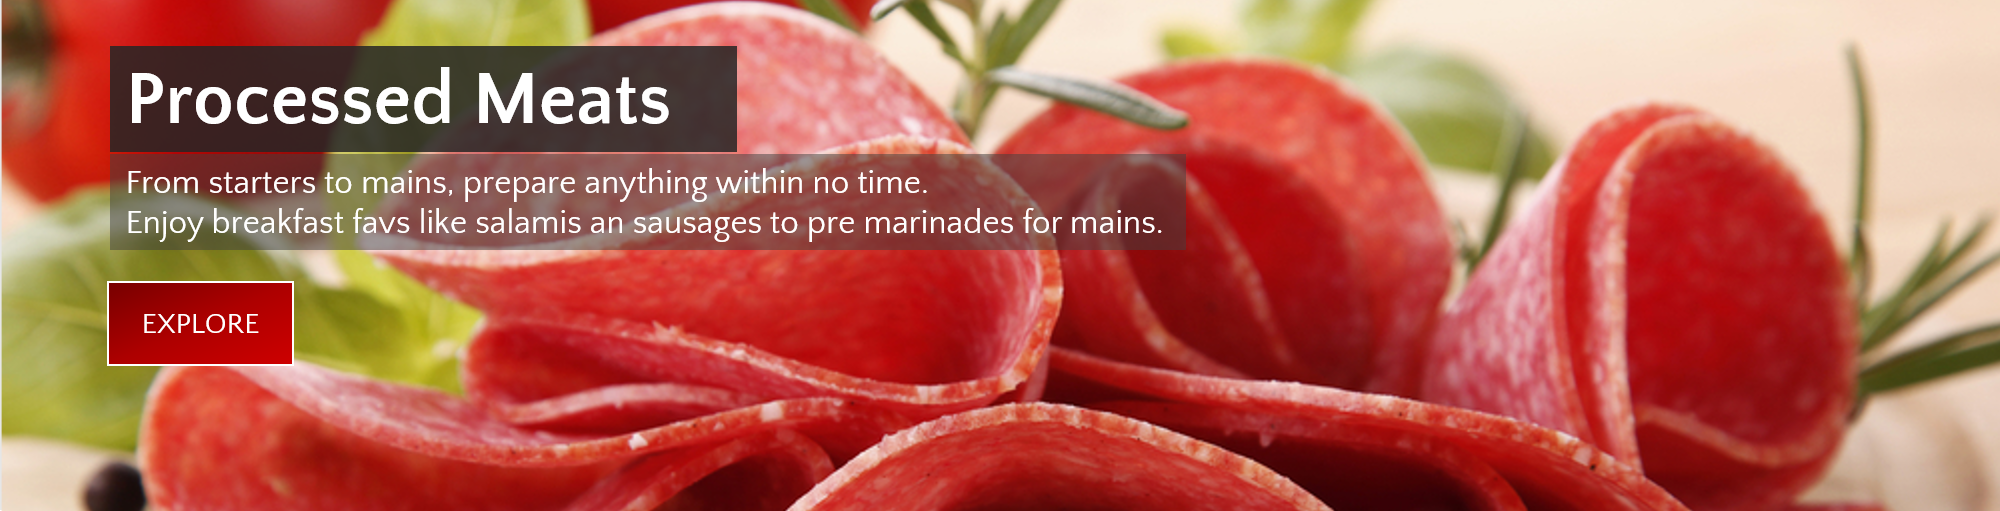 Processed Meats
From starters to mains, prepare anything within no time.
Enjoy breakfast favs like salamis an sausages to pre marinades for mains.
EXPLORE